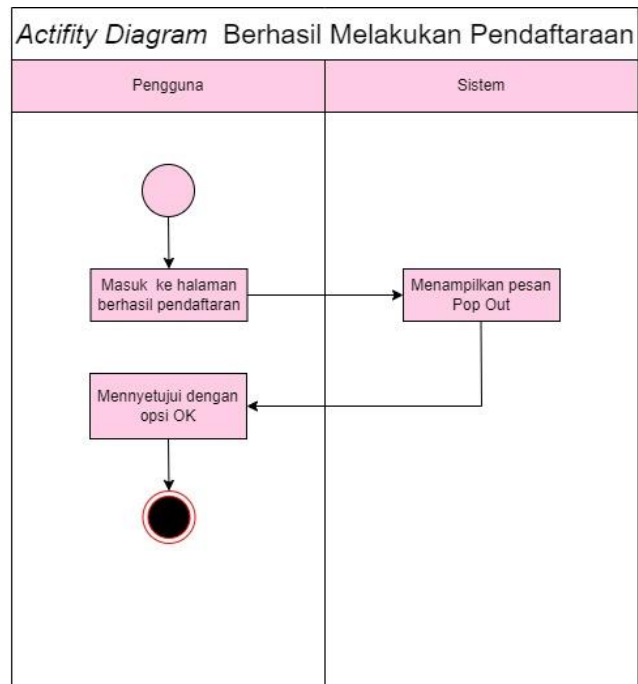 Actifity Diagram Berhasil Melakukan Pendaftaraan
Pengguna
Sistem
Masuk ke halaman
berhasil pendaftaran
Menampilkan pesan
Pop Out
Mennyetujui dengan
opsi OK